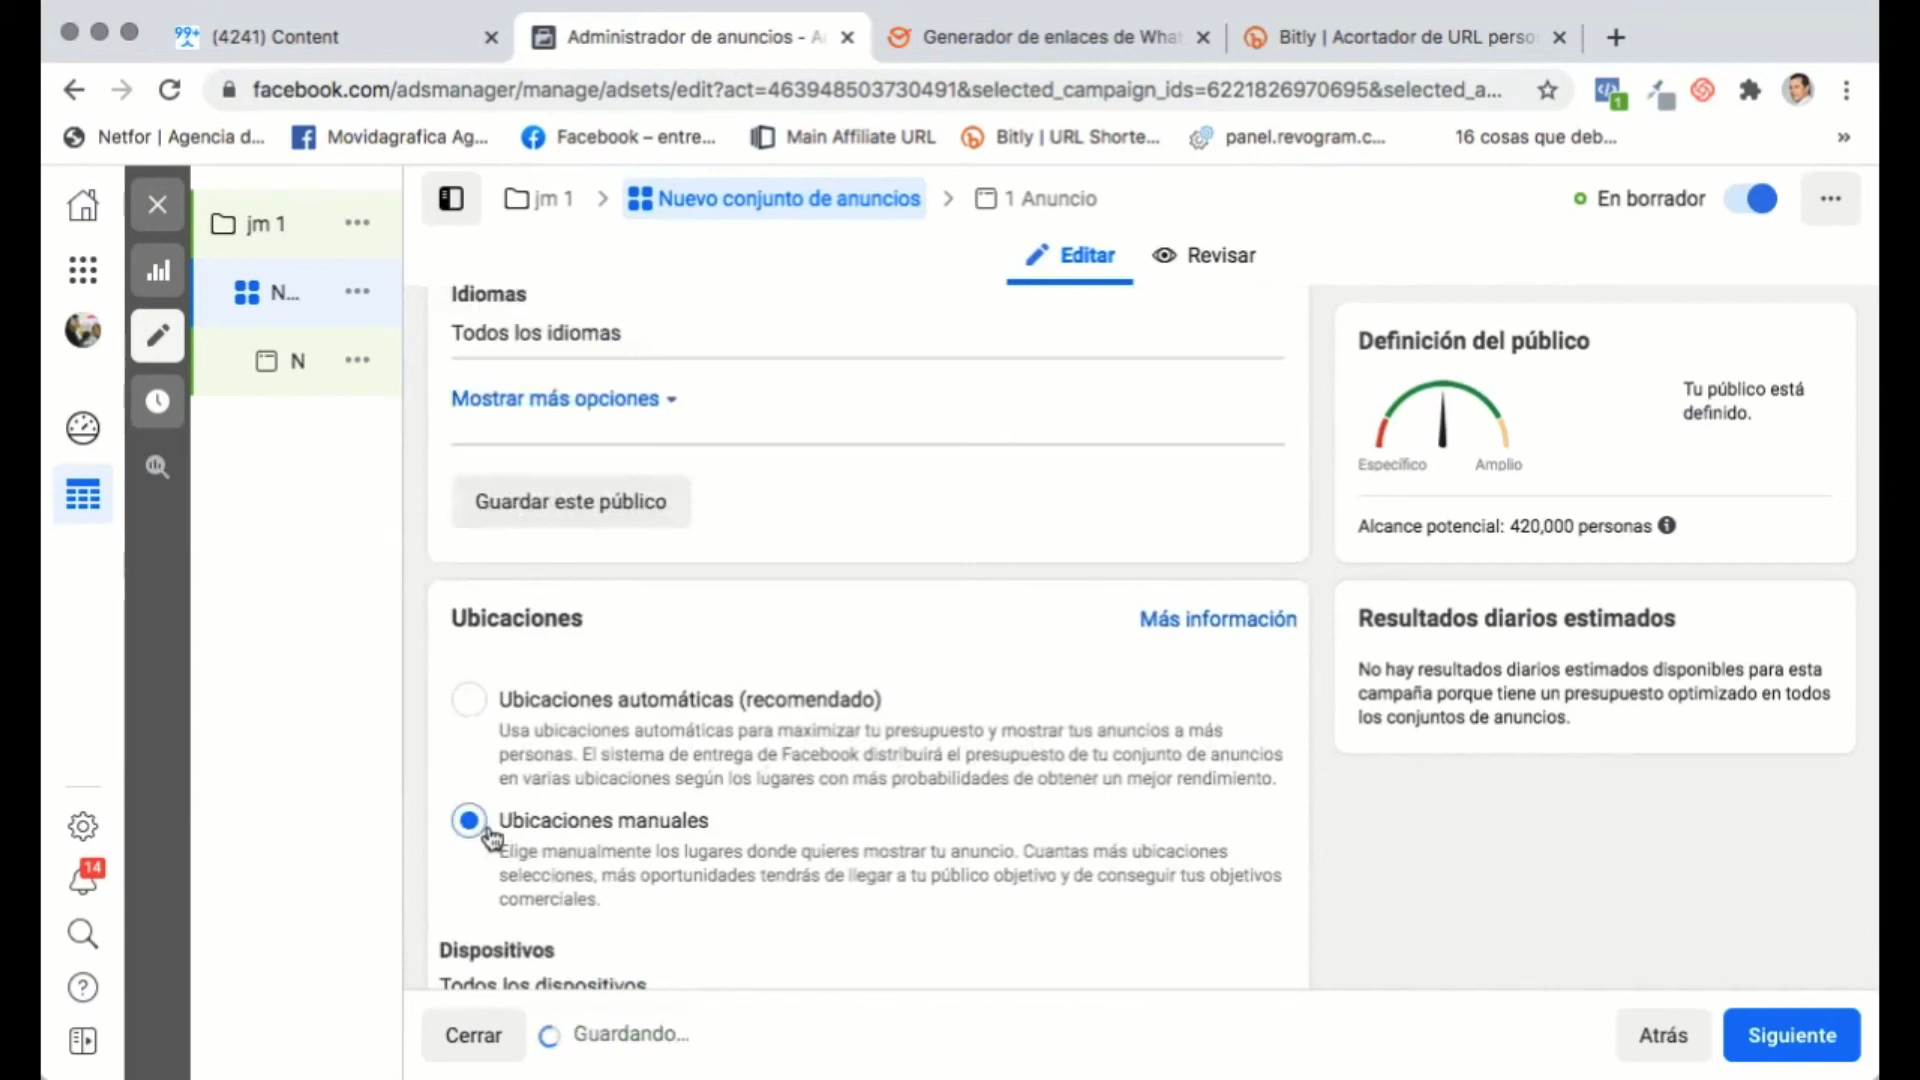 99+
(4241) Content
Administrador de anuncios - A
Generador de enlaces de What
Bitly | Acortador de URL perso
facebook.com/adsmanager/manage/adsets/edit?act=463948503730491&selected_campaign_ids=6221826970695&selected_a...
1
Netfor | Agencia d...
Movidagrafica Ag...
Facebook – entre...
Main Affiliate URL
Bitly | URL Shorte...
panel.revogram.c...
16 cosas que deb...
»
jm 1
N...
N
jm 1
Nuevo conjunto de anuncios
1 Anuncio
En borrador
Editar
Revisar
Idiomas
Todos los idiomas
Mostrar más opciones
Guardar este público
Ubicaciones
Más información
Ubicaciones automáticas (recomendado)
Usa ubicaciones automáticas para maximizar tu presupuesto y mostrar tus anuncios a más
personas. El sistema de entrega de Facebook distribuirá el presupuesto de tu conjunto de anuncios
en varias ubicaciones según los lugares con más probabilidades de obtener un mejor rendimiento.
Ubicaciones manuales
Elige manualmente los lugares donde quieres mostrar tu anuncio. Cuantas más ubicaciones
selecciones, más oportunidades tendrás de llegar a tu público objetivo y de conseguir tus objetivos
comerciales.
Dispositivos
Todos los dispositivos
Definición del público
Tu público está
definido.
Específico
Amplio
Alcance potencial: 420,000 personas
Resultados diarios estimados
No hay resultados diarios estimados disponibles para esta
campaña porque tiene un presupuesto optimizado en todos
los conjuntos de anuncios.
14
Cerrar
Guardando...
Atrás
Siguiente